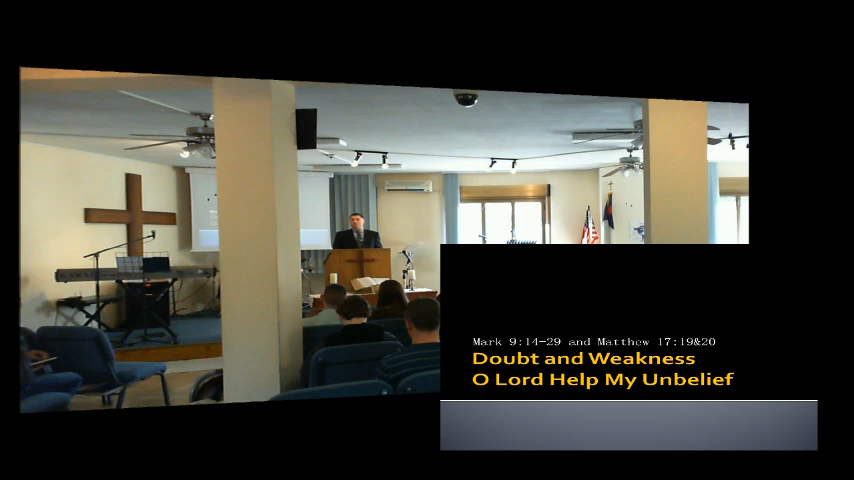 Mark 9:14-29 and Matthew 17:19&20
Doubt and Weakness
O Lord Help My Unbelief